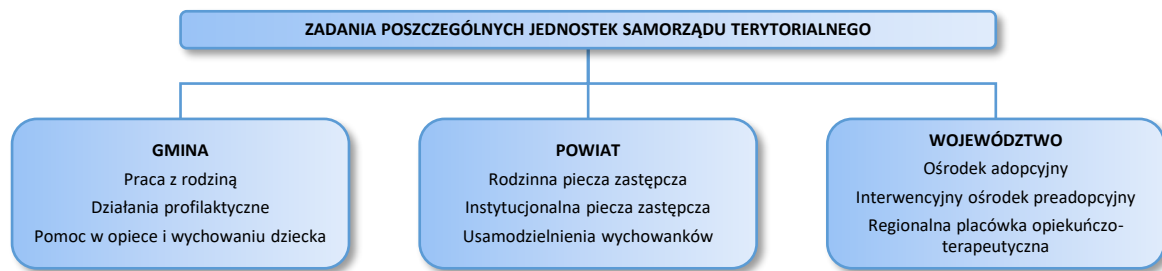 ZADANIA POSZCZEGÓLNYCH JEDNOSTEK SAMORZĄDU TERYTORIALNEGO
GMINA
Praca z rodziną
Działania profilaktyczne
Pomoc w opiece i wychowaniu dziecka
POWIAT
Rodzinna piecza zastępcza
Instytucjonalna piecza zastępcza
Usamodzielnienia wychowanków
WOJEWÓDZTWO
Ośrodek adopcyjny
Interwencyjny ośrodek preadopcyjny
Regionalna placówka opiekuńczo-
terapeutyczna